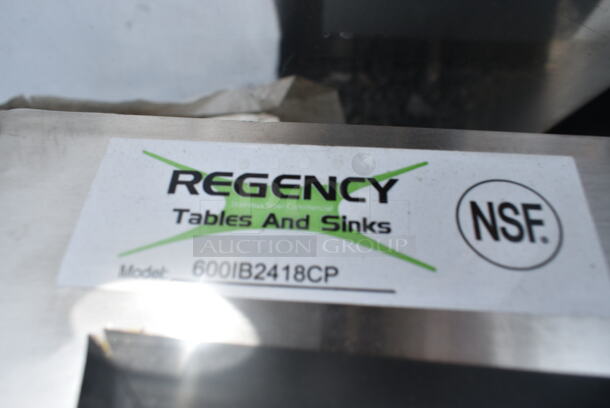 REGENCY
Tables And Sinks
AUCTION GROUP
Model: 600IB2418CP
NSF.